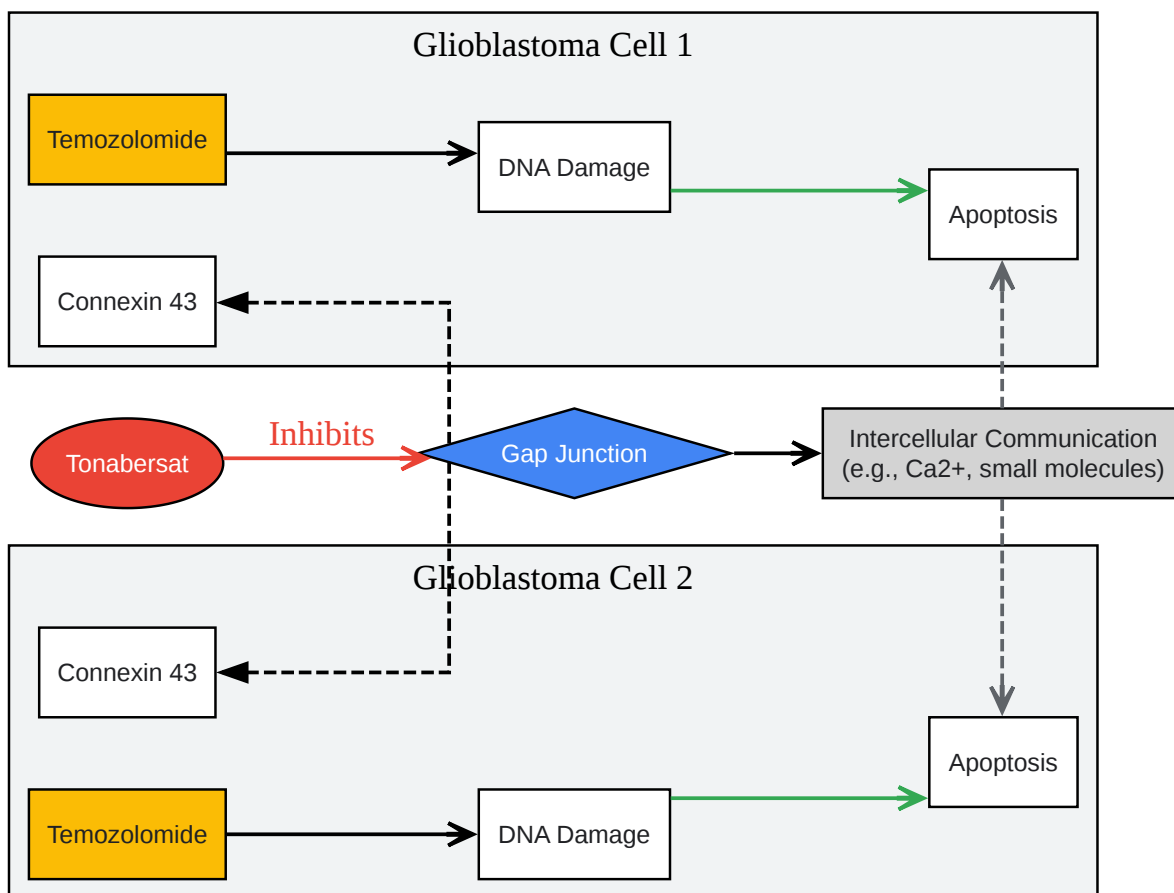 Glioblastoma Cell 1
Temozolomide
DNA Damage
Apoptosis
Connexin 43
Tonabersat
Inhibits
Gap Junction
Intercellular Communication
(e.g., Ca2+, small molecules)
Glioblastoma Cell 2
Connexin 43
Apoptosis
Temozolomide
DNA Damage